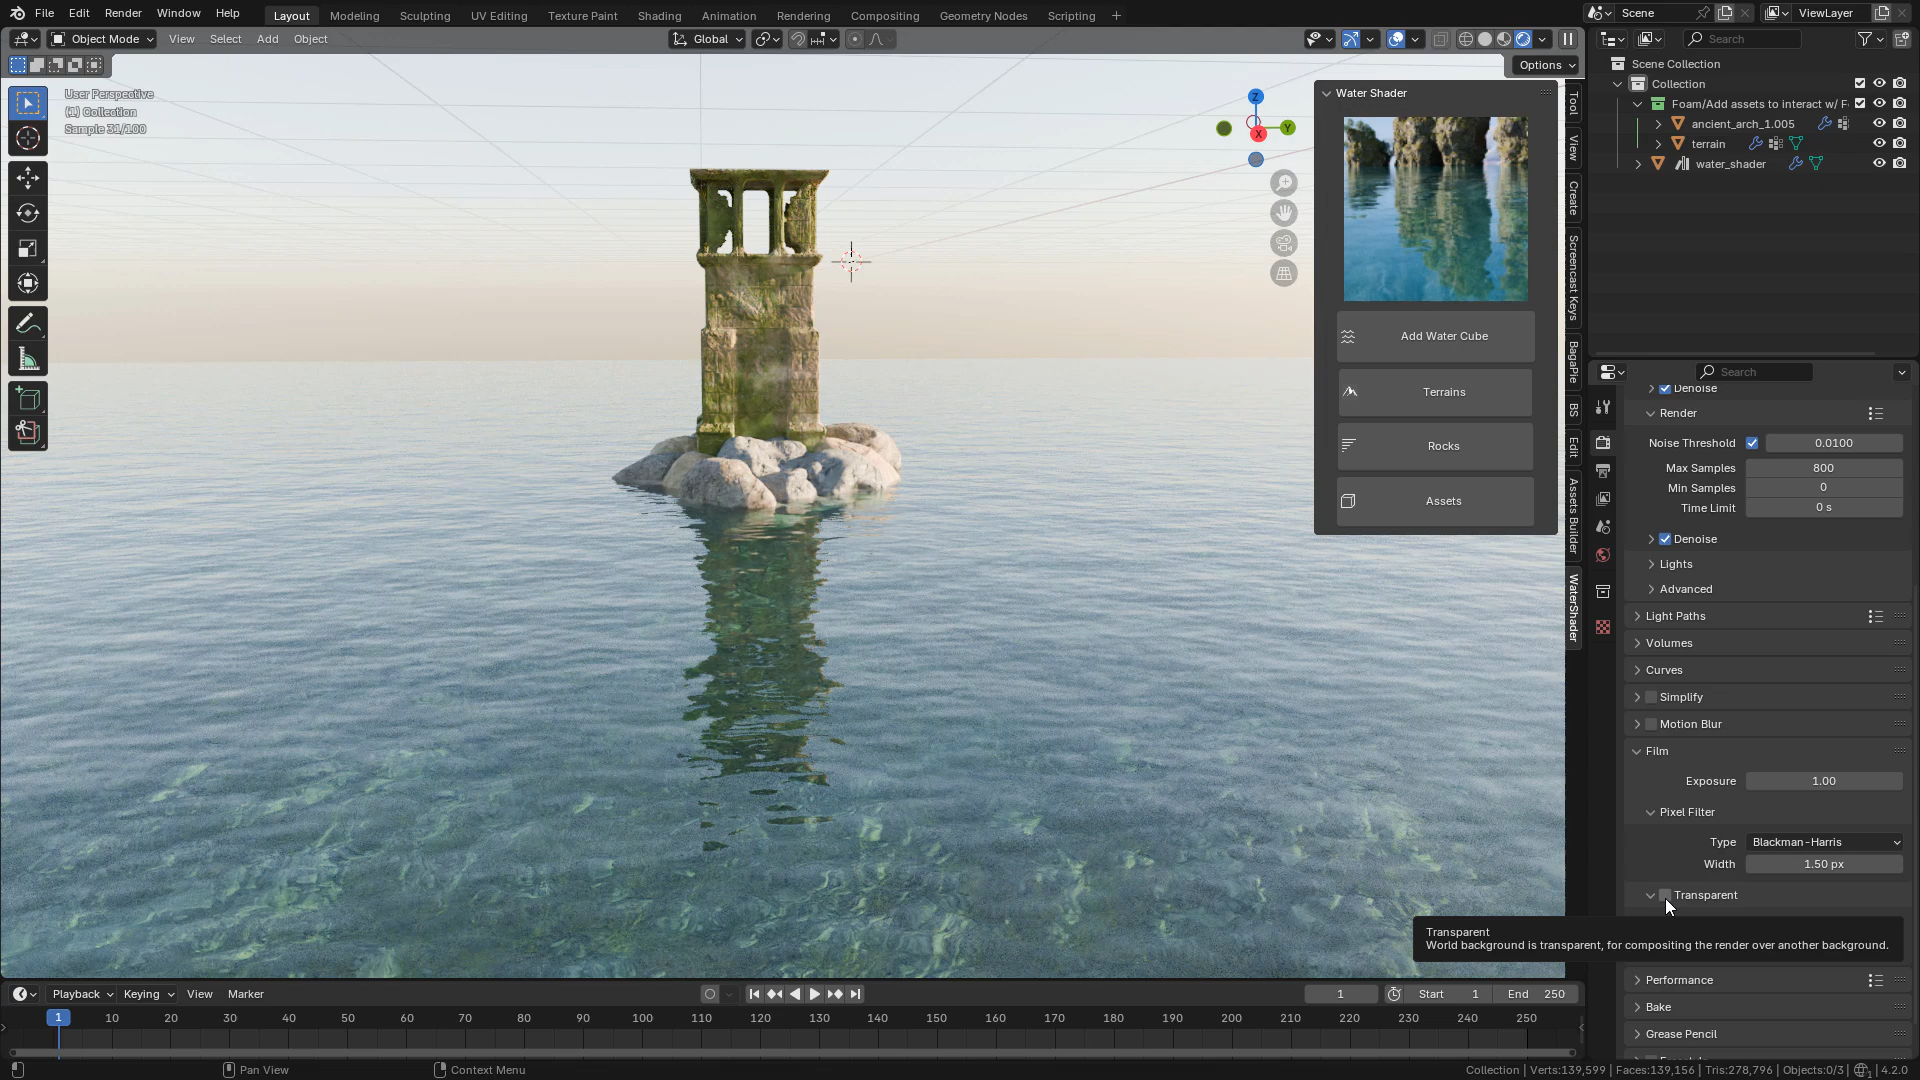 File Edit Render Window Help Layout Modeling Sculpting UV Editing Texture Paint Shading Animation Rendering Compositing Geometry Nodes Scripting Scene ViewLayer
Object Mode View Select Add Object Global Search
Options
User Perspective
(1) Collection
Sample 31/100
Z
Y
X
Water Shader
Add Water Cube
Terrains
Rocks
Assets
Tool
View
Create
Screencast Keys
BagaPie
BS
Edit
Assets Builder
WaterShader
Scene Collection
Collection
Foam/Add assets to interact w/ F
ancient_arch_1.005
terrain
water_shader
Search
Denoise
Render
Noise Threshold 0.0100
Max Samples 800
Min Samples 0
Time Limit 0 s
Denoise
Lights
Advanced
Light Paths
Volumes
Curves
Simplify
Motion Blur
Film
Exposure 1.00
Pixel Filter
Type Blackman-Harris
Width 1.50 px
Transparent
Transparent
World background is transparent, for compositing the render over another background.
Performance
Bake
Grease Pencil
Playback Keying View Marker 1 Start 1 End 250
1 10 20 30 40 50 60 70 80 90 100 110 120 130 140 150 160 170 180 190 200 210 220 230 240 250
Pan View Context Menu Collection | Verts:139,599 | Faces:139,156 | Tris:278,796 | Objects:0/3 | 4.2.0